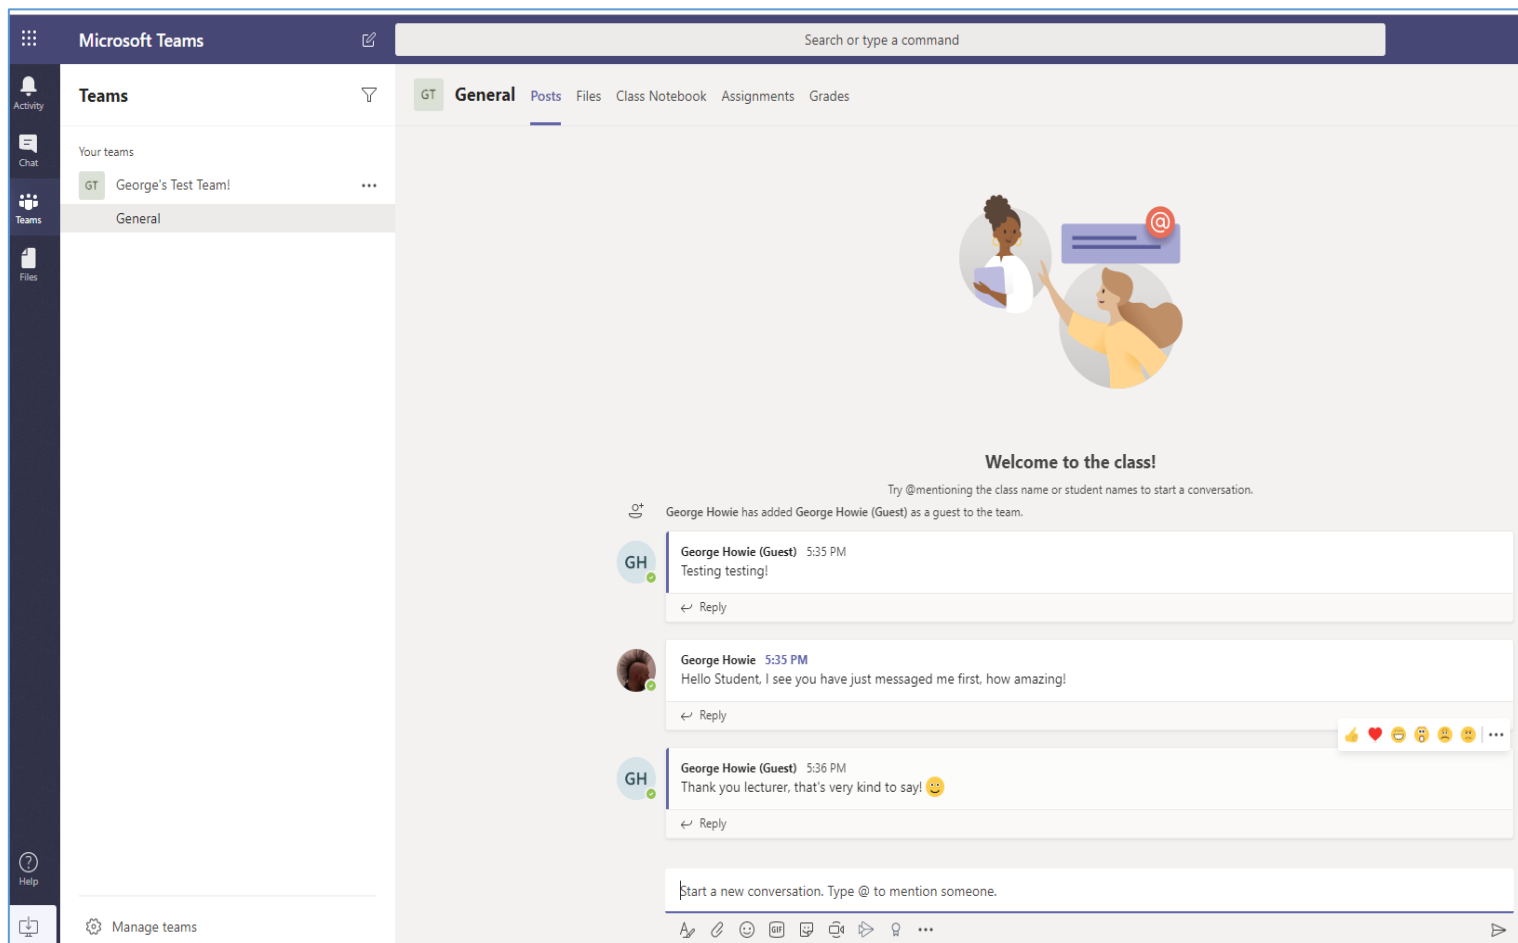 Microsoft Teams
Search or type a command
Activity
Chat
Teams
Files
Help
Teams
Your teams
GT George's Test Team!
General
Manage teams
GT General Posts Files Class Notebook Assignments Grades
@
Welcome to the class!
Try @mentioning the class name or student names to start a conversation.
George Howie has added George Howie (Guest) as a guest to the team.
GH
George Howie (Guest) 5:35 PM
Testing testing!
Reply
George Howie 5:35 PM
Hello Student, I see you have just messaged me first, how amazing!
Reply
GH
George Howie (Guest) 5:36 PM
Thank you lecturer, that's very kind to say! 🙂
Reply
Start a new conversation. Type @ to mention someone.
GIF